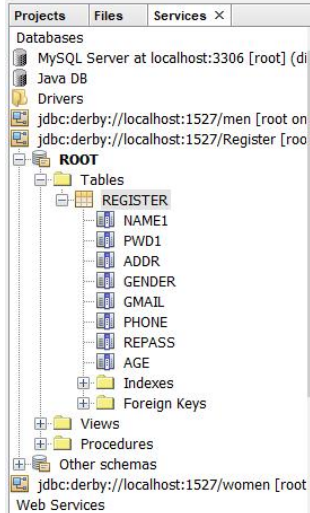 Projects Files Services ×
Databases
MySQL Server at localhost:3306 [root] (di
Java DB
Drivers
jdbc:derby://localhost:1527/men [root on
jdbc:derby://localhost:1527/Register [roo
ROOT
Tables
REGISTER
NAME1
PWD1
ADDR
GENDER
GMAIL
PHONE
REPASS
AGE
Indexes
Foreign Keys
Views
Procedures
Other schemas
jdbc:derby://localhost:1527/women [root
Web Services